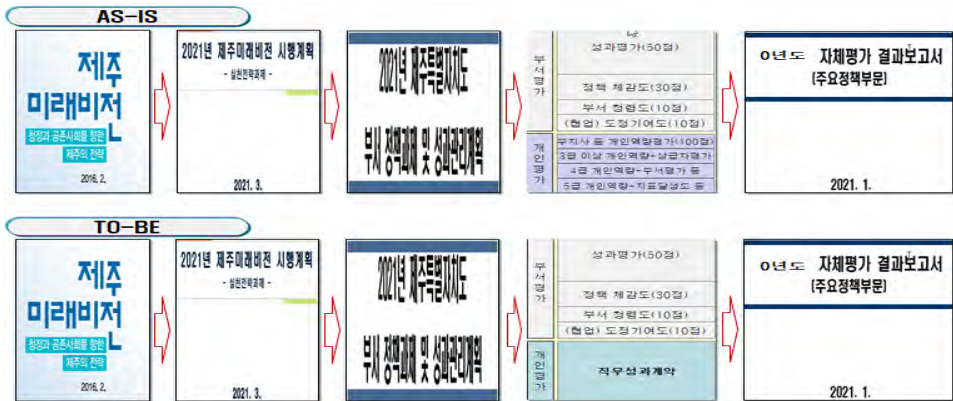 AS-IS
제주
미래비전
청정과 공존사회를 향한
제주의 전략
2016. 2.
2021년 제주미래비전 시행계획
- 실천전략과제 -
2021. 3.
2021년 제주특별자치도
부서 정책과제 및 성과관리계획
부서평가
성과평가(50점)
정책 체감도(30점)
부서 청렴도(10점)
(협업) 도정기여도(10점)
개인평가
부지사 등 개인역량평가(100점)
3급 이상 개인역량+상급자평가
4급 개인역량+부서평가 등
5급 개인역량+지표달성도 등
0년도 자체평가 결과보고서
(주요정책부문)
2021. 1.
TO-BE
제주
미래비전
청정과 공존사회를 향한
제주의 전략
2016. 2.
2021년 제주미래비전 시행계획
- 실천전략과제 -
2021. 3.
2021년 제주특별자치도
부서 정책과제 및 성과관리계획
부서평가
성과평가(50점)
정책 체감도(30점)
부서 청렴도(10점)
(협업) 도정기여도(10점)
개인평가
직무성과계약
0년도 자체평가 결과보고서
(주요정책부문)
2021. 1.